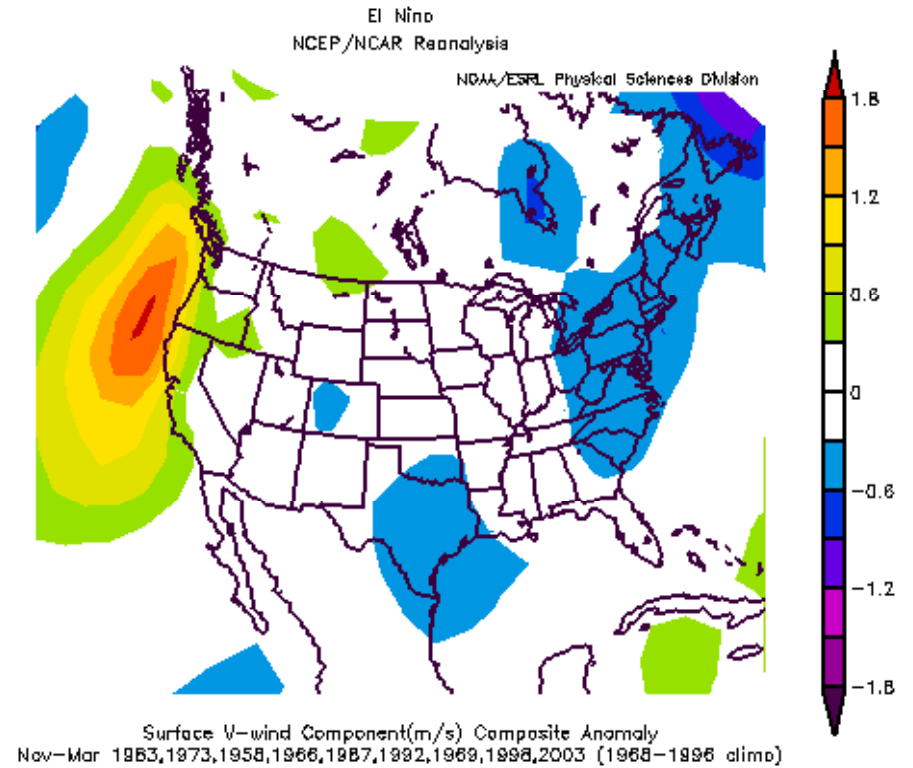 El Nino
NCEP/NCAR Reanalysis
NOAA/ESRL Physical Sciences Division
1.8
1.2
0.6
0
-0.6
-1.2
-1.8
Surface V-wind Component(m/s) Composite Anomaly
Nov-Mar 1983,1973,1958,1966,1987,1992,1969,1998,2003 (1968-1996 climo)